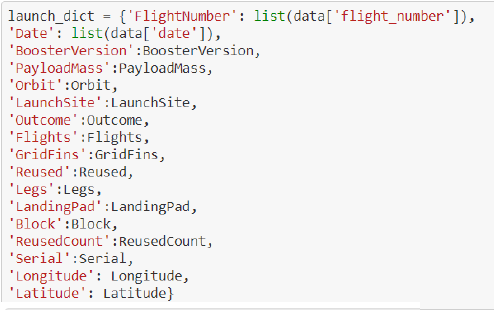 launch_dict = {'FlightNumber': list(data['flight_number']),
'Date': list(data['date']),
'BoosterVersion':BoosterVersion,
'PayloadMass':PayloadMass,
'Orbit':Orbit,
'LaunchSite':LaunchSite,
'Outcome':Outcome,
'Flights':Flights,
'GridFins':GridFins,
'Reused':Reused,
'Legs':Legs,
'LandingPad':LandingPad,
'Block':Block,
'ReusedCount':ReusedCount,
'Serial':Serial,
'Longitude': Longitude,
'Latitude': Latitude}